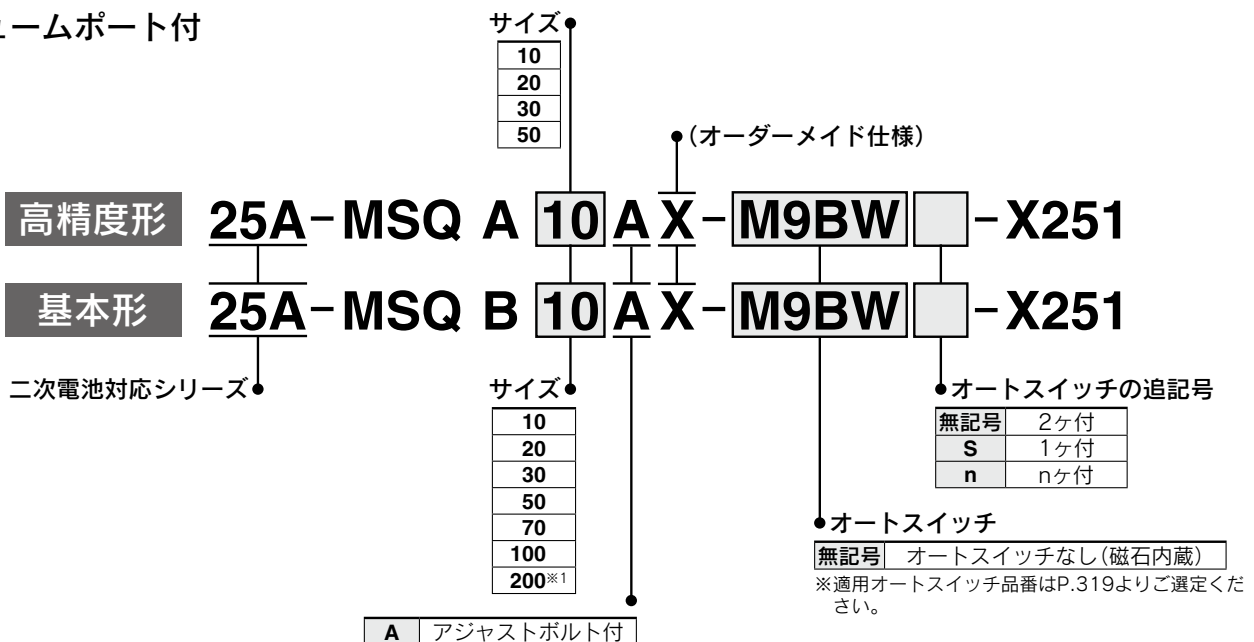 ュームポート付
サイズ
10
20
30
50
(オーダーメイド仕様)
高精度形 25A-MSQ A 10 A X-M9BW -X251
基本形 25A-MSQ B 10 A X-M9BW -X251
二次電池対応シリーズ
サイズ
10
20
30
50
70
100
200※1
A アジャストボルト付
オートスイッチの追記号
無記号 2ヶ付
S 1ヶ付
n nヶ付
オートスイッチ
無記号 オートスイッチなし(磁石内蔵)
※適用オートスイッチ品番はP.319よりご選定くだ
さい。